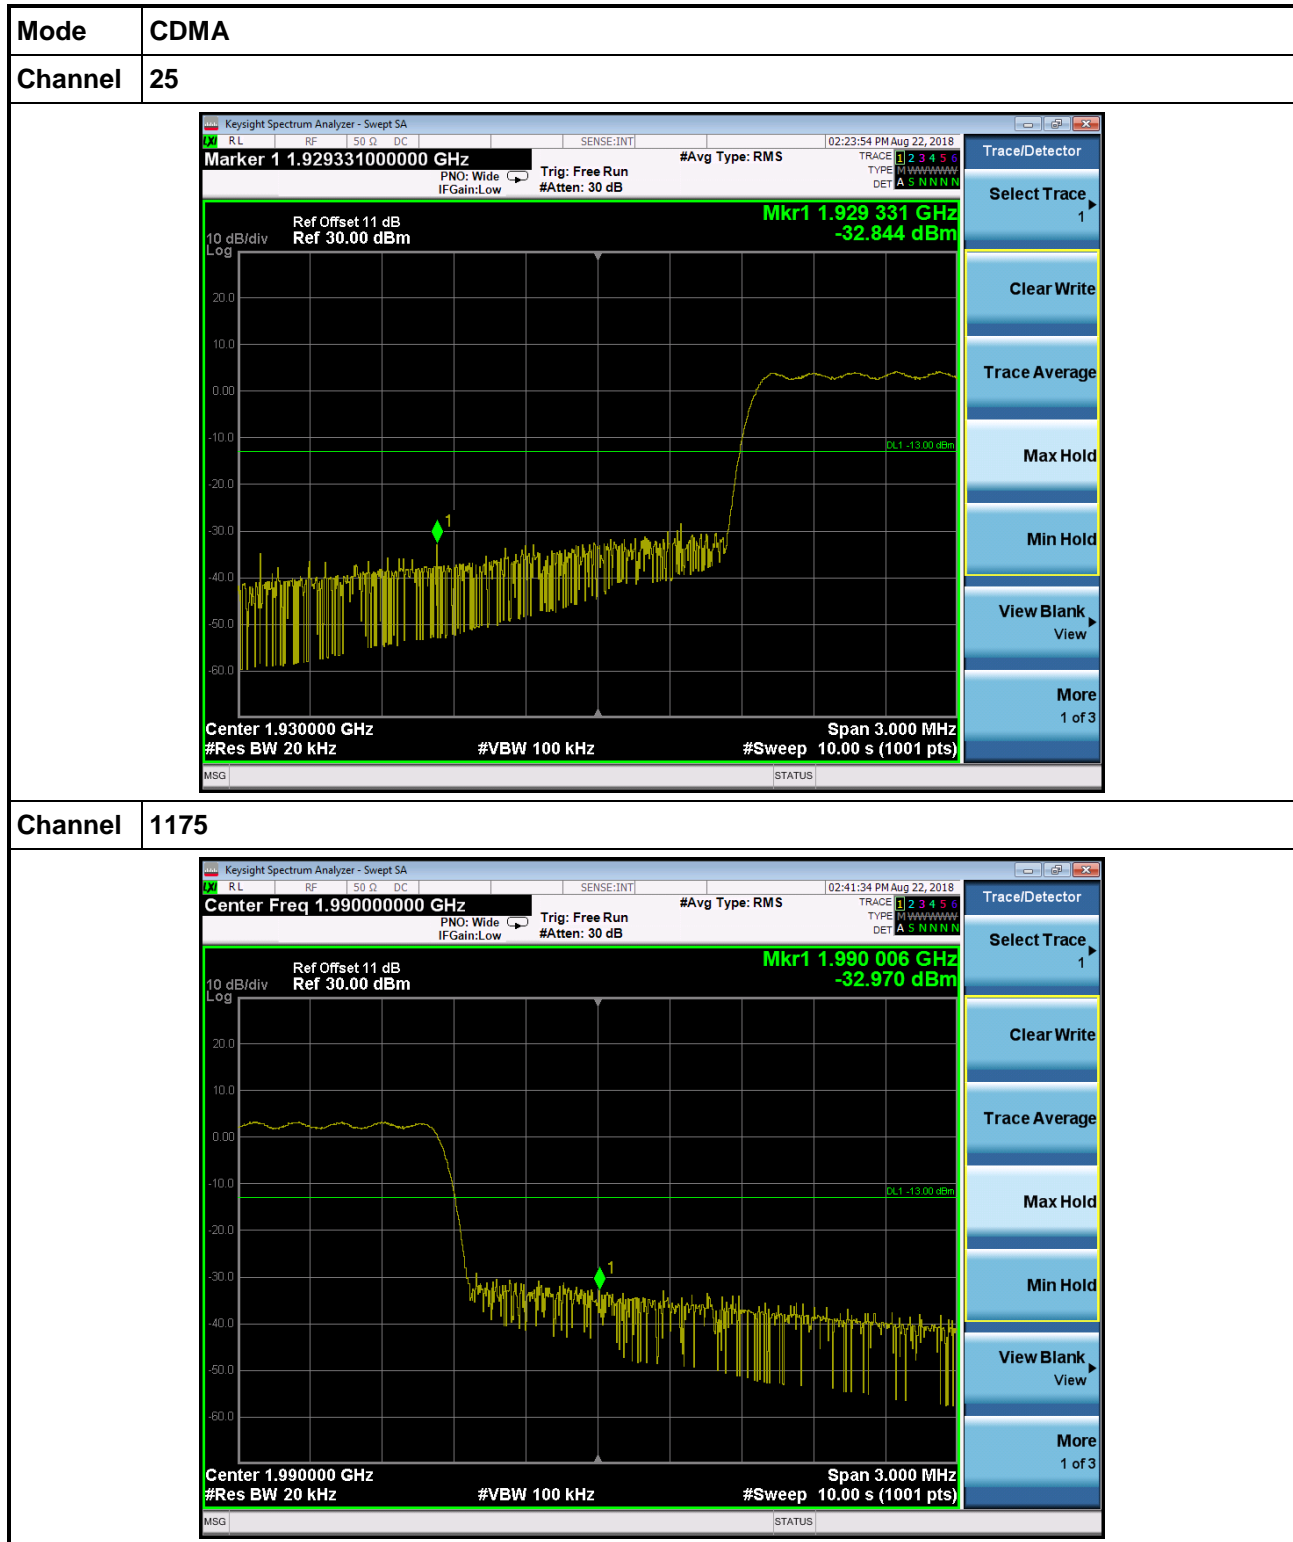 Mode CDMA
Channel 25
Keysight Spectrum Analyzer - Swept SA
LXI RL RF 50 Ω DC SENSE:INT 02:23:54 PM Aug 22, 2018
Marker 1 1.929331000000 GHz
PNO: Wide
IFGain:Low
Trig: Free Run
#Atten: 30 dB
#Avg Type: RMS
TRACE 1 2 3 4 5 6
TYPE M WWWWW
DET A S N N N N
Mkr1 1.929 331 GHz
-32.844 dBm
Ref Offset 11 dB
10 dB/div Ref 30.00 dBm
Log
20.0
10.0
0.00
-10.0
DL1 -13.00 dBm
-20.0
-30.0
1
-40.0
-50.0
-60.0
Center 1.930000 GHz Span 3.000 MHz
#Res BW 20 kHz #VBW 100 kHz #Sweep 10.00 s (1001 pts)
MSG STATUS
Trace/Detector
Select Trace
1
Clear Write
Trace Average
Max Hold
Min Hold
View Blank
View
More
1 of 3
Channel 1175
Keysight Spectrum Analyzer - Swept SA
LXI RL RF 50 Ω DC SENSE:INT 02:41:34 PM Aug 22, 2018
Center Freq 1.990000000 GHz
PNO: Wide
IFGain:Low
Trig: Free Run
#Atten: 30 dB
#Avg Type: RMS
TRACE 1 2 3 4 5 6
TYPE M WWWWW
DET A S N N N N
Mkr1 1.990 006 GHz
-32.970 dBm
Ref Offset 11 dB
10 dB/div Ref 30.00 dBm
Log
20.0
10.0
0.00
-10.0
DL1 -13.00 dBm
-20.0
-30.0
1
-40.0
-50.0
-60.0
Center 1.990000 GHz Span 3.000 MHz
#Res BW 20 kHz #VBW 100 kHz #Sweep 10.00 s (1001 pts)
MSG STATUS
Trace/Detector
Select Trace
1
Clear Write
Trace Average
Max Hold
Min Hold
View Blank
View
More
1 of 3